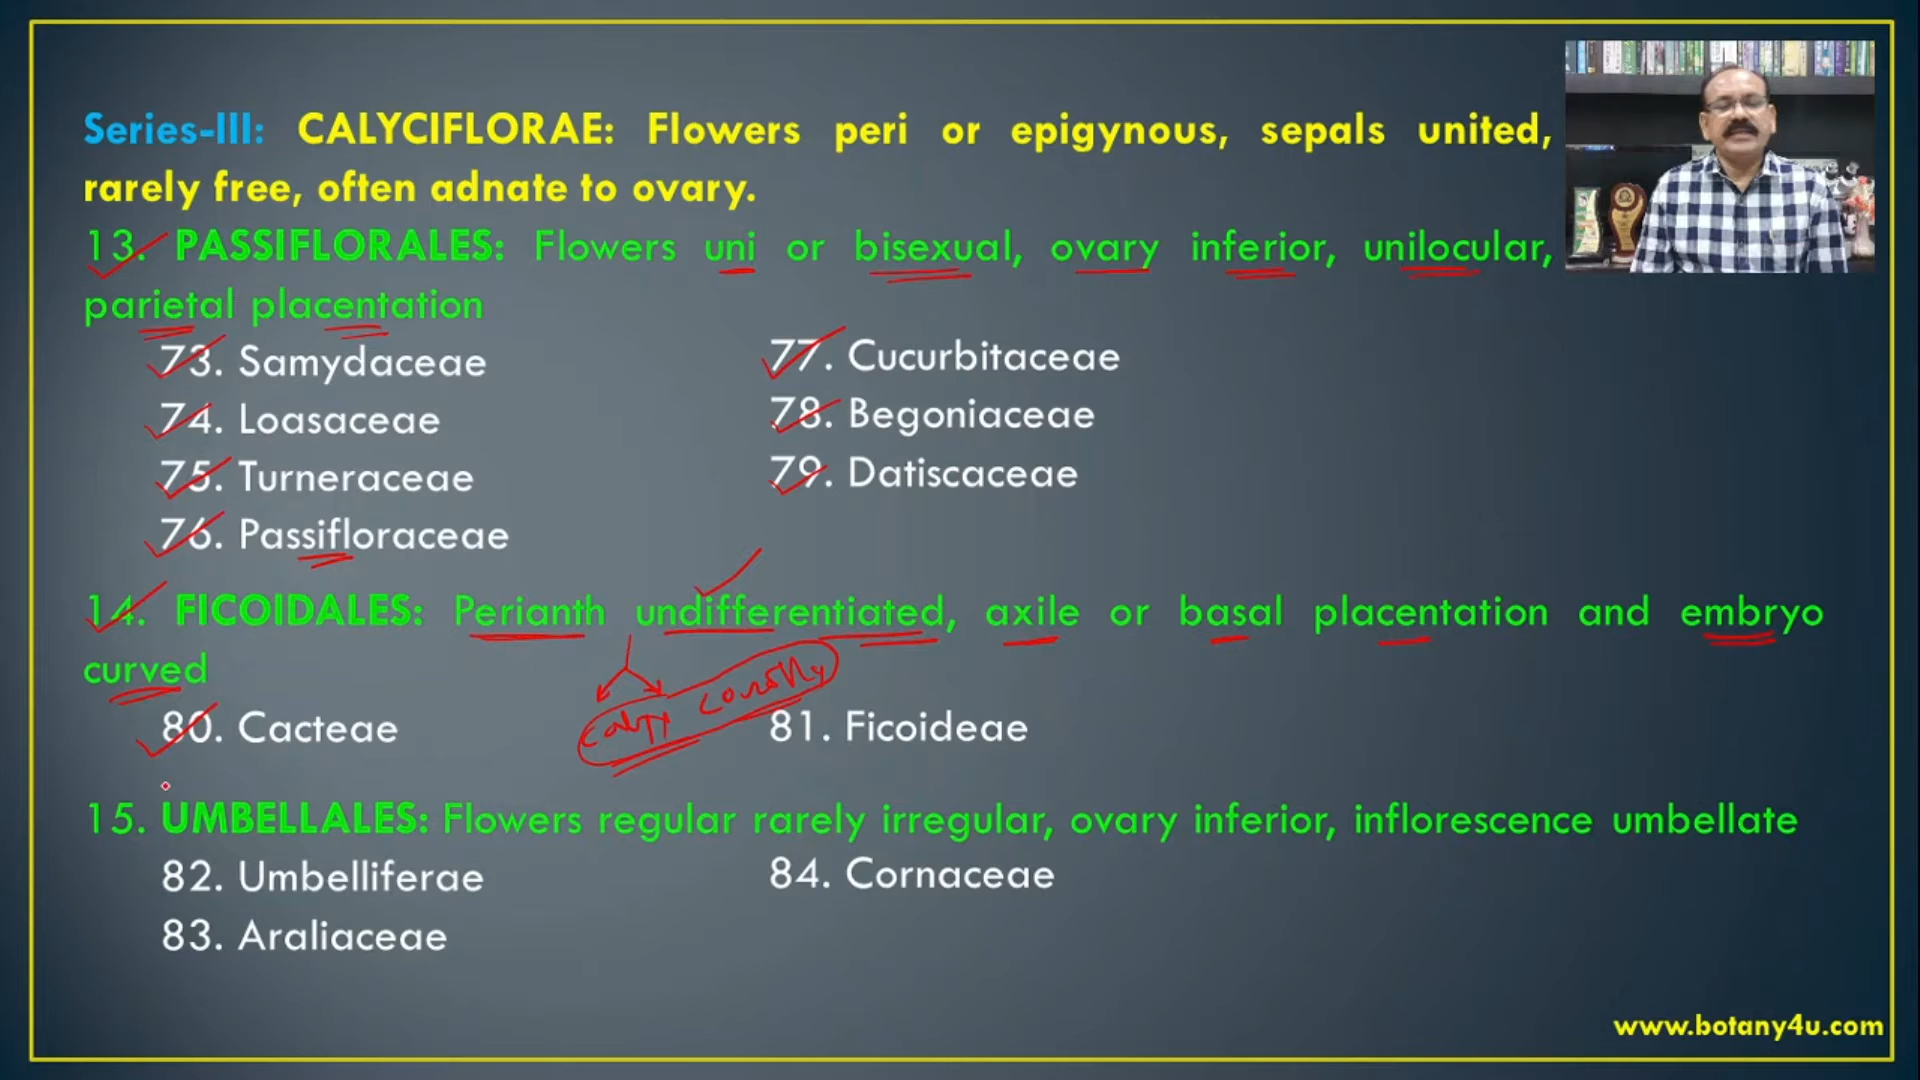 Series-III: CALYCIFLORAE: Flowers peri or epigynous, sepals united,
rarely free, often adnate to ovary.
13. PASSIFLORALES: Flowers uni or bisexual, ovary inferior, unilocular,
parietal placentation
73. Samydaceae
74. Loasaceae
75. Turneraceae
76. Passifloraceae
77. Cucurbitaceae
78. Begoniaceae
79. Datiscaceae
14. FICOIDALES: Perianth undifferentiated, axile or basal placentation and embryo
curved
80. Cacteae
81. Ficoideae
15. UMBELLALES: Flowers regular rarely irregular, ovary inferior, inflorescence umbellate
82. Umbelliferae
83. Araliaceae
84. Cornaceae
www.botany4u.com